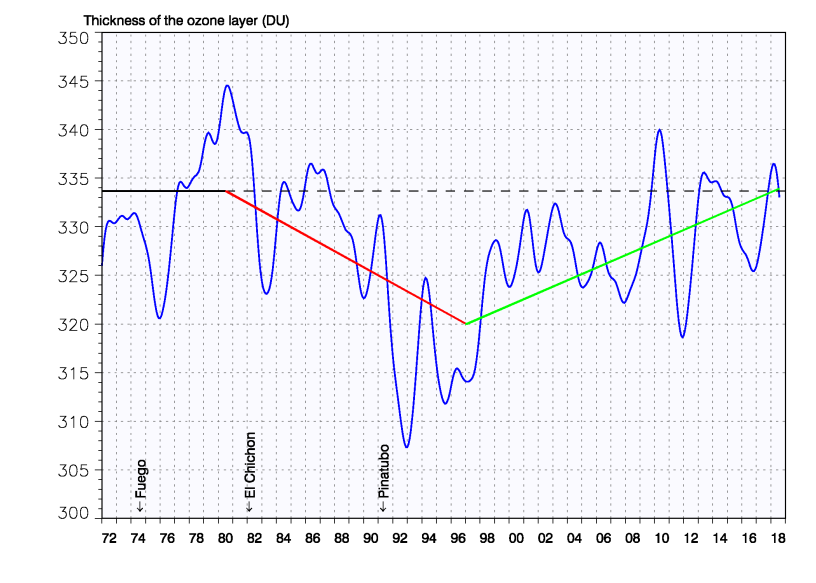 Thickness of the ozone layer (DU)
350
345
340
335
330
325
320
315
310
305
300
← Fuego
← El Chichon
← Pinatubo
72 74 76 78 80 82 84 86 88 90 92 94 96 98 00 02 04 06 08 10 12 14 16 18